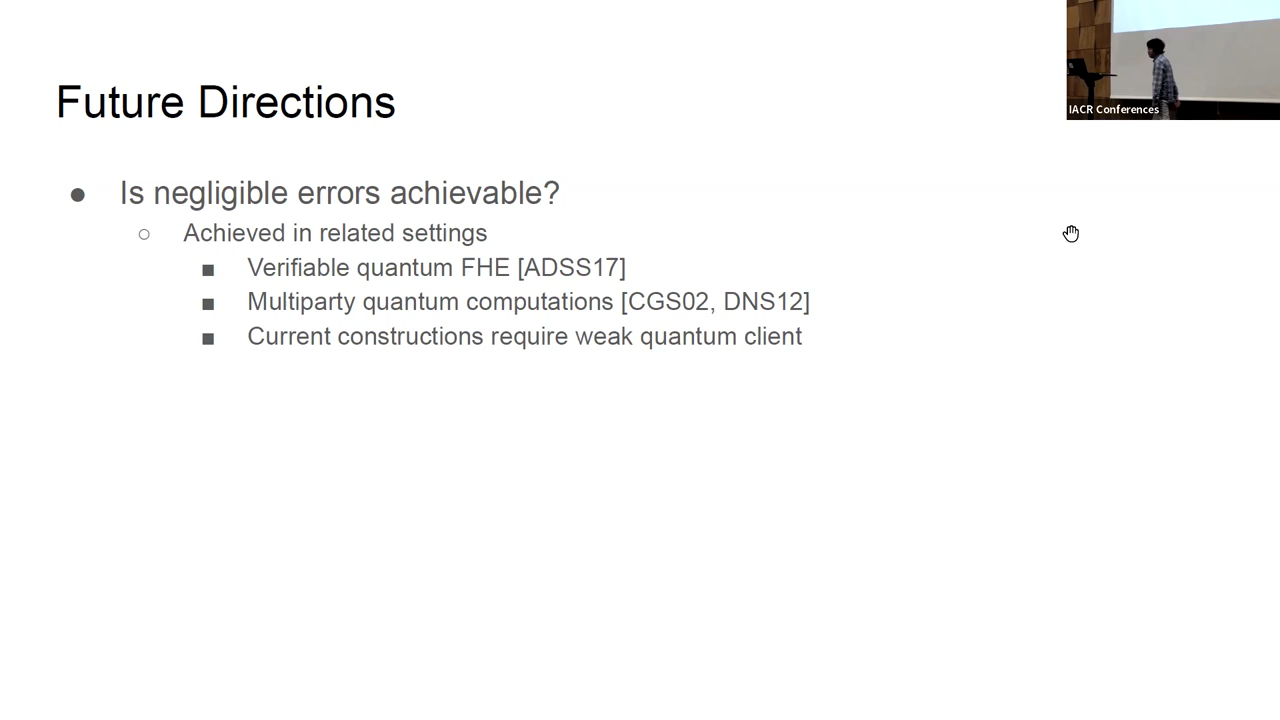 IACR Conferences
Future Directions
● Is negligible errors achievable?
○ Achieved in related settings
■ Verifiable quantum FHE [ADSS17]
■ Multiparty quantum computations [CGS02, DNS12]
■ Current constructions require weak quantum client